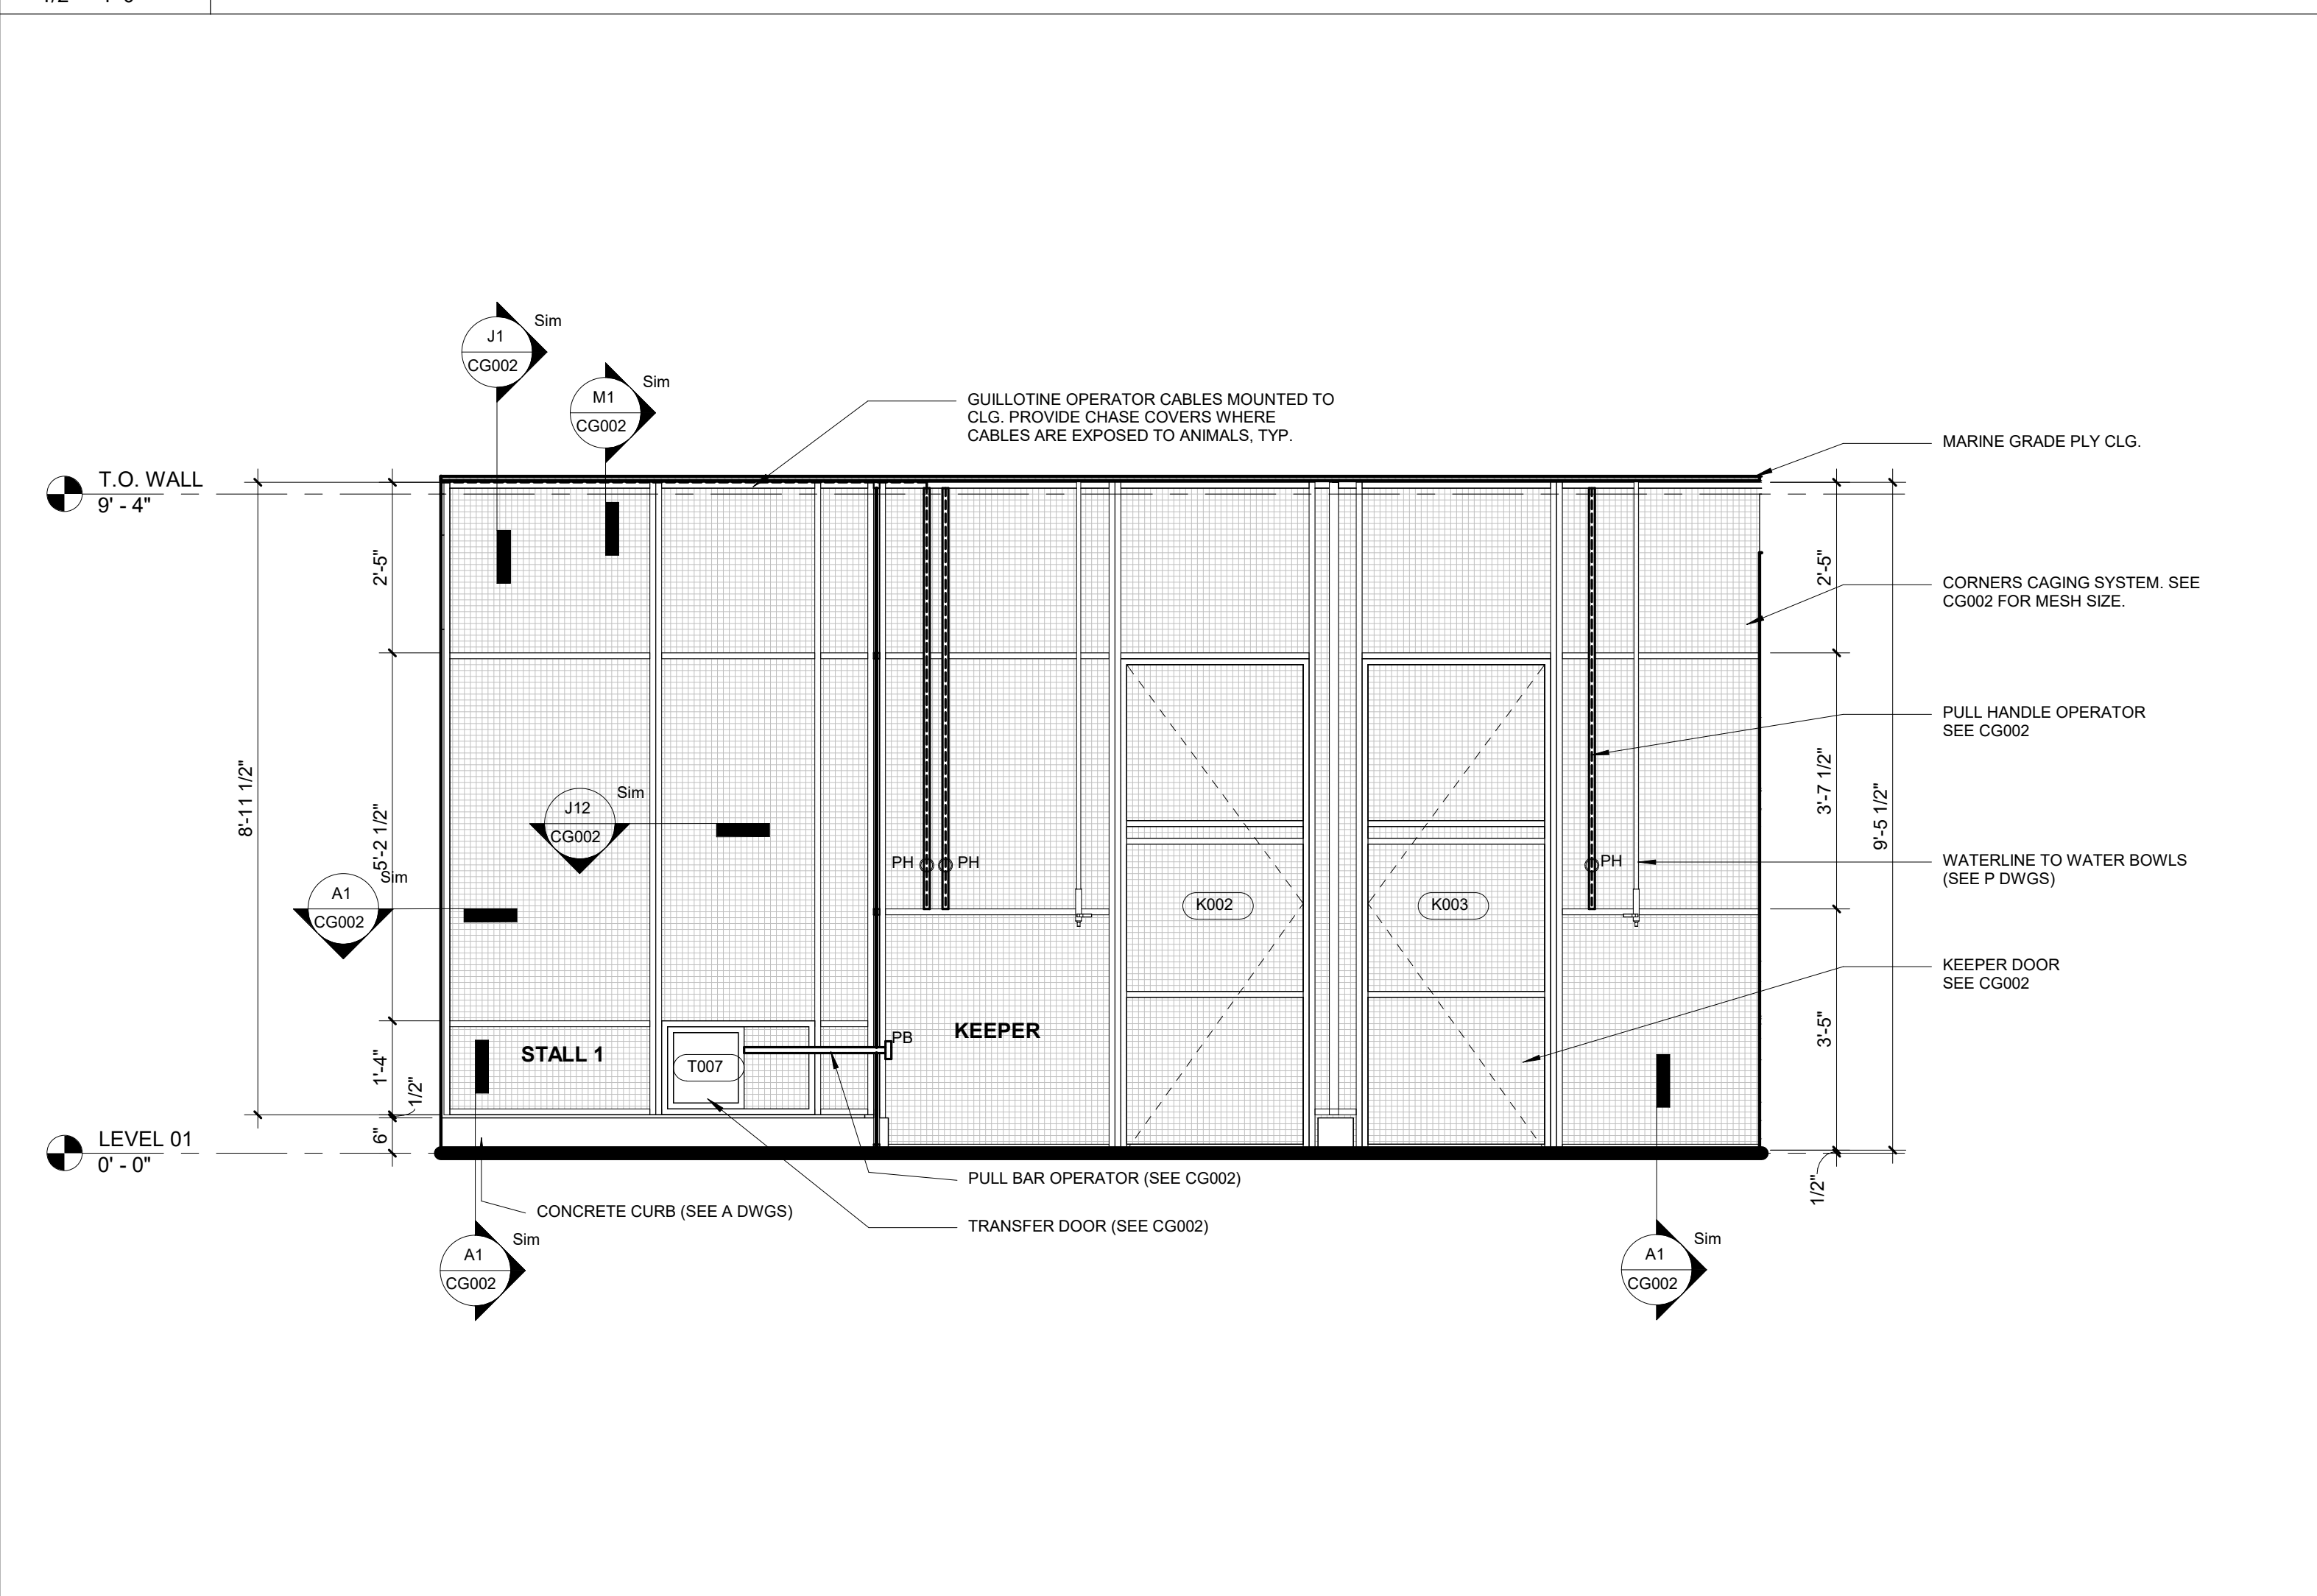 J1
CG002
Sim
M1
CG002
Sim
GUILLOTINE OPERATOR CABLES MOUNTED TO
CLG. PROVIDE CHASE COVERS WHERE
CABLES ARE EXPOSED TO ANIMALS, TYP.
MARINE GRADE PLY CLG.
T.O. WALL
9' - 4"
2'-5"
2'-5"
CORNERS CAGING SYSTEM. SEE
CG002 FOR MESH SIZE.
PULL HANDLE OPERATOR
SEE CG002
8'-11 1/2"
5'-2 1/2"
J12
CG002
Sim
3'-7 1/2"
9'-5 1/2"
PH
PH
PH
WATERLINE TO WATER BOWLS
(SEE P DWGS)
A1
CG002
Sim
K002
K003
KEEPER DOOR
SEE CG002
STALL 1
KEEPER
PB
T007
1'-4"
1/2"
3'-5"
6"
LEVEL 01
0' - 0"
1/2"
PULL BAR OPERATOR (SEE CG002)
CONCRETE CURB (SEE A DWGS)
TRANSFER DOOR (SEE CG002)
A1
CG002
Sim
A1
CG002
Sim